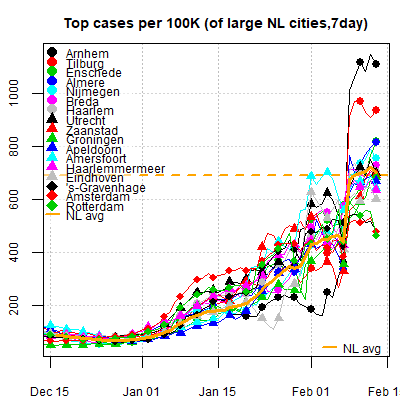 Top cases per 100K (of large NL cities,7day)
Arnhem
Tilburg
Enschede
Almere
Nijmegen
Breda
Haarlem
Utrecht
Zaanstad
Groningen
Apeldoorn
Amersfoort
Haarlemmermeer
Eindhoven
's-Gravenhage
Amsterdam
Rotterdam
NL avg
1000
800
600
400
200
NL avg
Dec 15 Jan 01 Jan 15 Feb 01 Feb 1